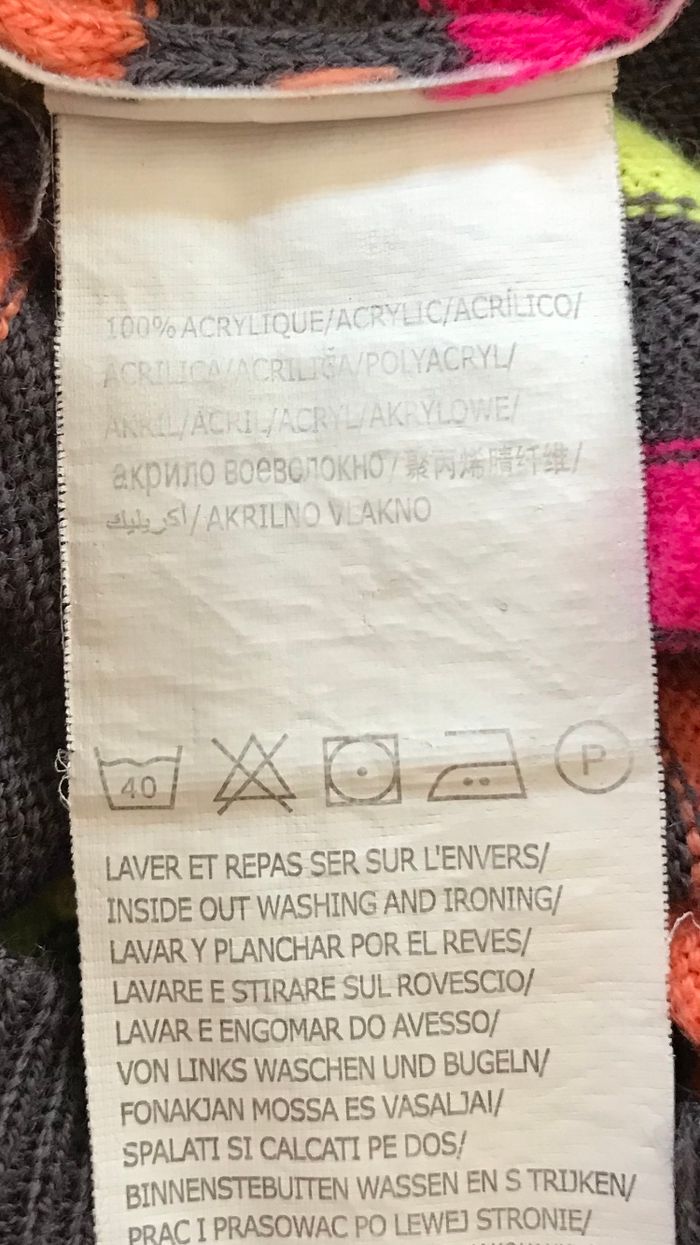 100% ACRYLIQUE/ACRYLIC/ACRÍLICO/
ACRILICA/ACRILIČA/POLYACRYL/
AKRIL/ACRIL/ACRYL/AKRYLOWE/
акрило воеволокно/聚丙烯腈纤维/
أكريليك/AKRILNO VLAKNO
40
P
LAVER ET REPAS SER SUR L'ENVERS/
INSIDE OUT WASHING AND IRONING/
LAVAR Y PLANCHAR POR EL REVES/
LAVARE E STIRARE SUL ROVESCIO/
LAVAR E ENGOMAR DO AVESSO/
VON LINKS WASCHEN UND BUGELN/
FONAKJAN MOSSA ES VASALJAI/
SPALATI SI CALCATI PE DOS/
BINNENSTEBUITEN WASSEN EN S TRIJKEN/
PRAC I PRASOWAC PO LEWEJ STRONIE/